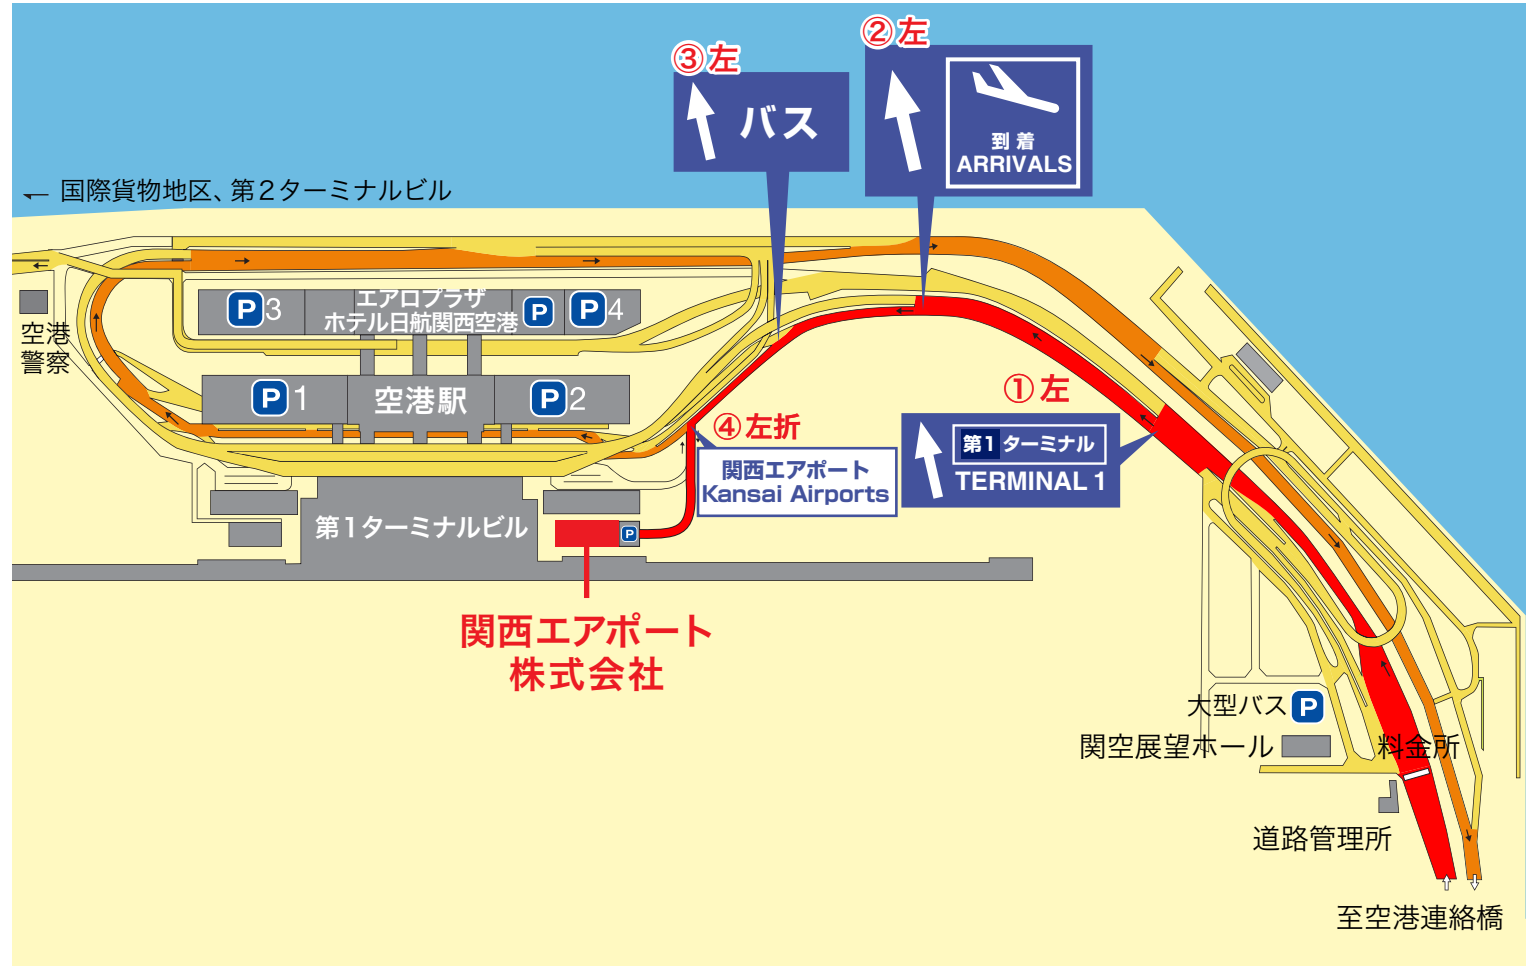 ③左
バス
②左
到着
ARRIVALS
← 国際貨物地区、第2ターミナルビル
空港
警察
P3
エアロプラザ
ホテル日航関西空港
P
P4
P1
空港駅
P2
①左
第1 ターミナル
TERMINAL 1
④左折
関西エアポート
Kansai Airports
第1ターミナルビル
P
関西エアポート
株式会社
大型バス P
関空展望ホール
料金所
道路管理所
至空港連絡橋